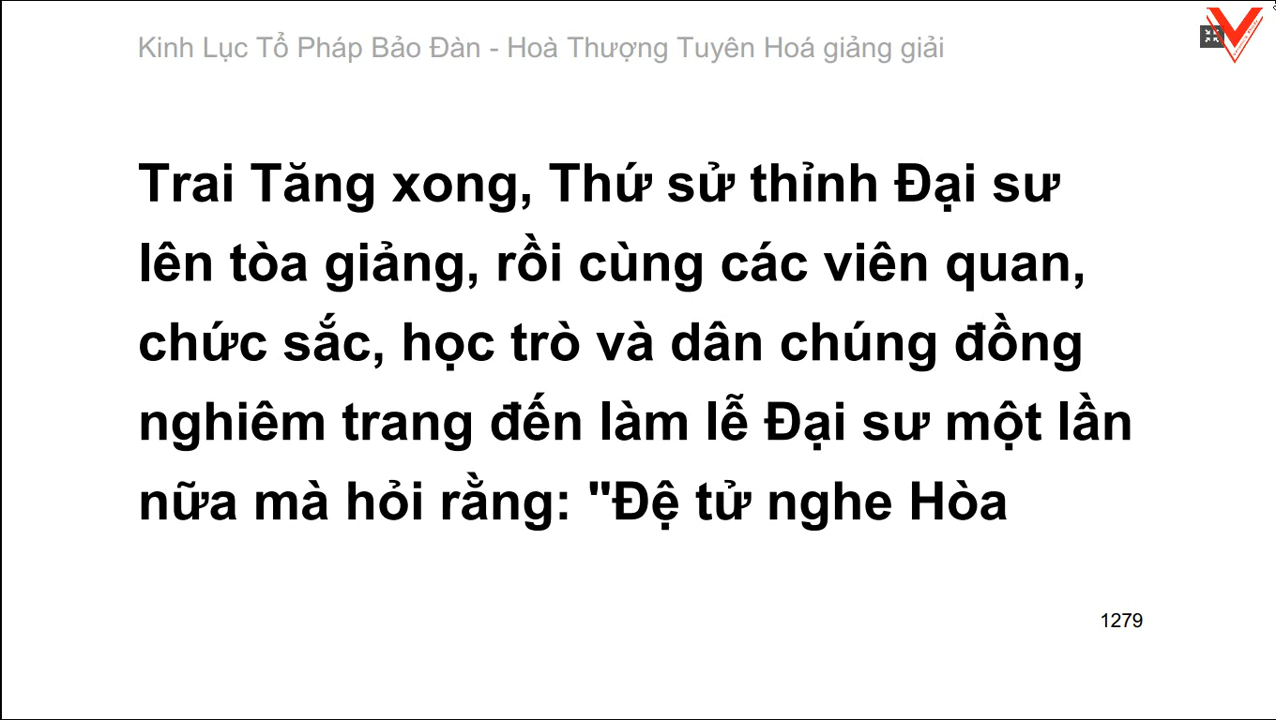 Kinh Lục Tổ Pháp Bảo Đàn - Hoà Thượng Tuyên Hoá giảng giải
Trai Tăng xong, Thứ sử thỉnh Đại sư
lên tòa giảng, rồi cùng các viên quan,
chức sắc, học trò và dân chúng đồng
nghiêm trang đến làm lễ Đại sư một lần
nữa mà hỏi rằng: "Đệ tử nghe Hòa
1279